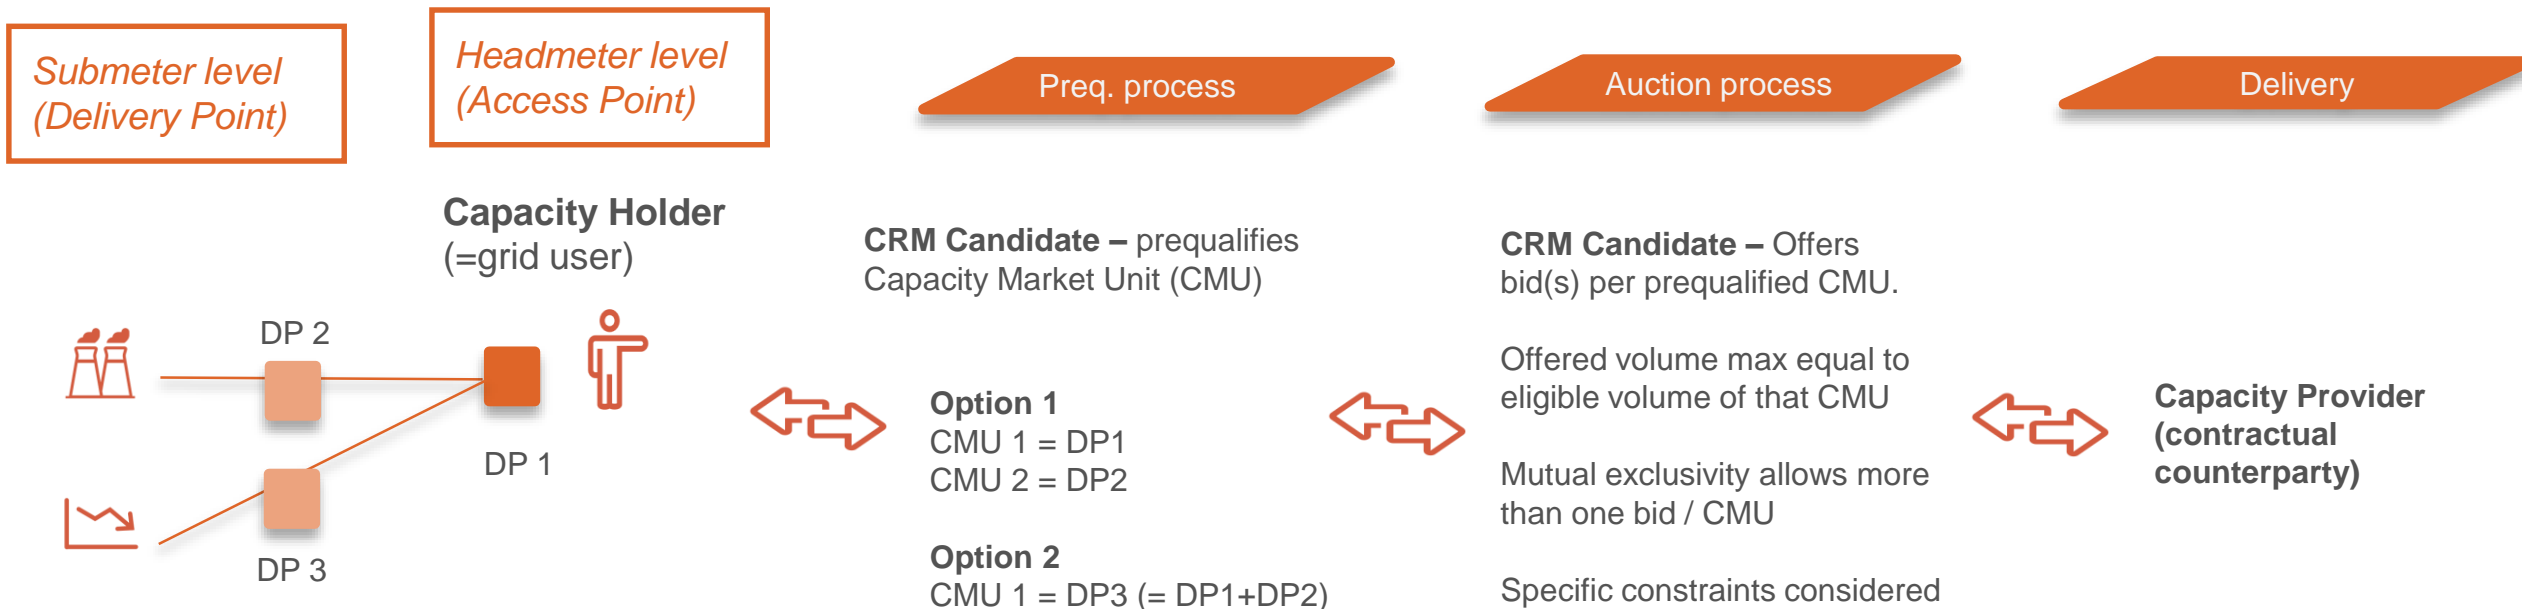 Submeter level
(Delivery Point)
Headmeter level
(Access Point)
Preq. process
Auction process
Delivery
Capacity Holder
(=grid user)
DP 2
DP 1
DP 3
CRM Candidate – prequalifies
Capacity Market Unit (CMU)
Option 1
CMU 1 = DP1
CMU 2 = DP2
Option 2
CMU 1 = DP3 (= DP1+DP2)
CRM Candidate – Offers
bid(s) per prequalified CMU.
Offered volume max equal to
eligible volume of that CMU
Mutual exclusivity allows more
than one bid / CMU
Specific constraints considered
Capacity Provider
(contractual
counterparty)